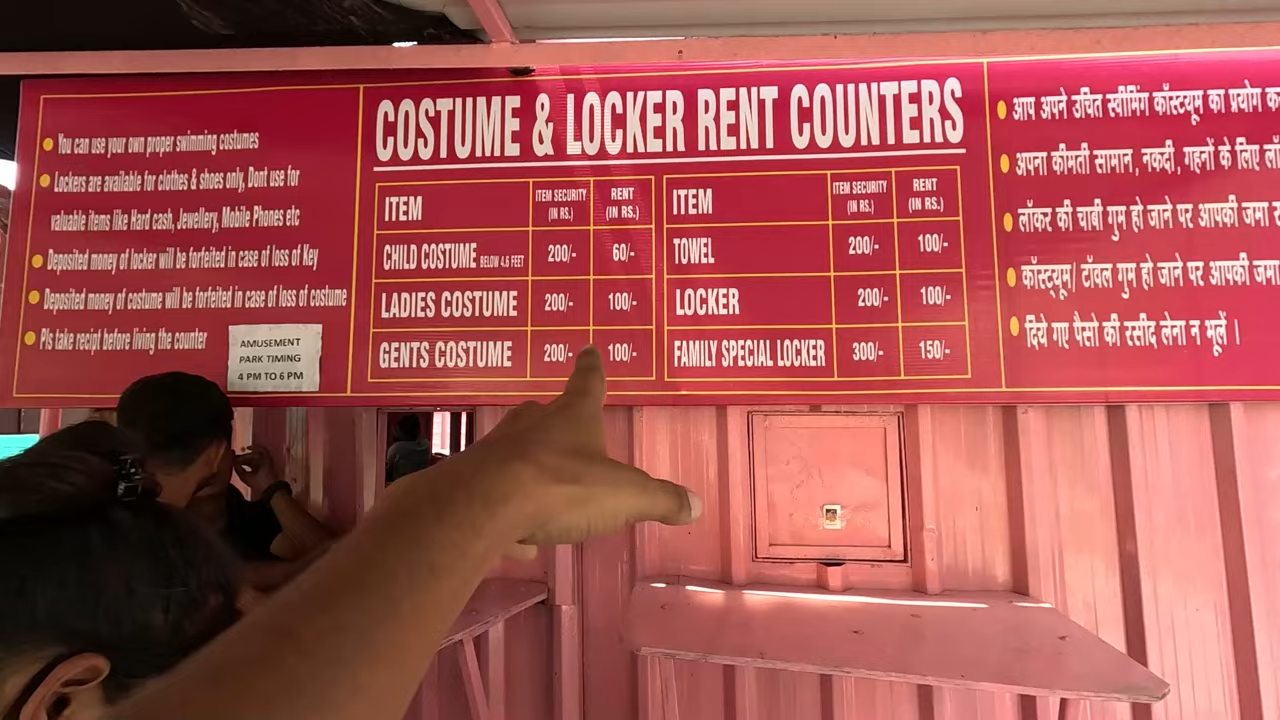 COSTUME & LOCKER RENT COUNTERS
You can use your own proper swimming costumes
Lockers are available for clothes & shoes only, Dont use for
valuable items like Hard cash, Jewellery, Mobile Phones etc
Deposited money of locker will be forfeited in case of loss of Key
Deposited money of costume will be forfeited in case of loss of costume
Pls take recipt before living the counter
AMUSEMENT
PARK TIMING
4 PM TO 6 PM
ITEM ITEM SECURITY (IN RS.) RENT (IN RS.)
CHILD COSTUME BELOW 4.6 FEET 200/- 60/-
LADIES COSTUME 200/- 100/-
GENTS COSTUME 200/- 100/-
ITEM ITEM SECURITY (IN RS.) RENT (IN RS.)
TOWEL 200/- 100/-
LOCKER 200/- 100/-
FAMILY SPECIAL LOCKER 300/- 150/-
आप अपने उचित स्वीमिंग कॉस्टयूम का प्रयोग
अपना कीमती सामान, नकदी, गहनों के लिए
लॉकर की चाबी गुम हो जाने पर आपकी जमा
कॉस्ट्यूम/ टॉवल गुम हो जाने पर आपकी जमा
दिये गए पैसो की रसीद लेना न भूलें ।